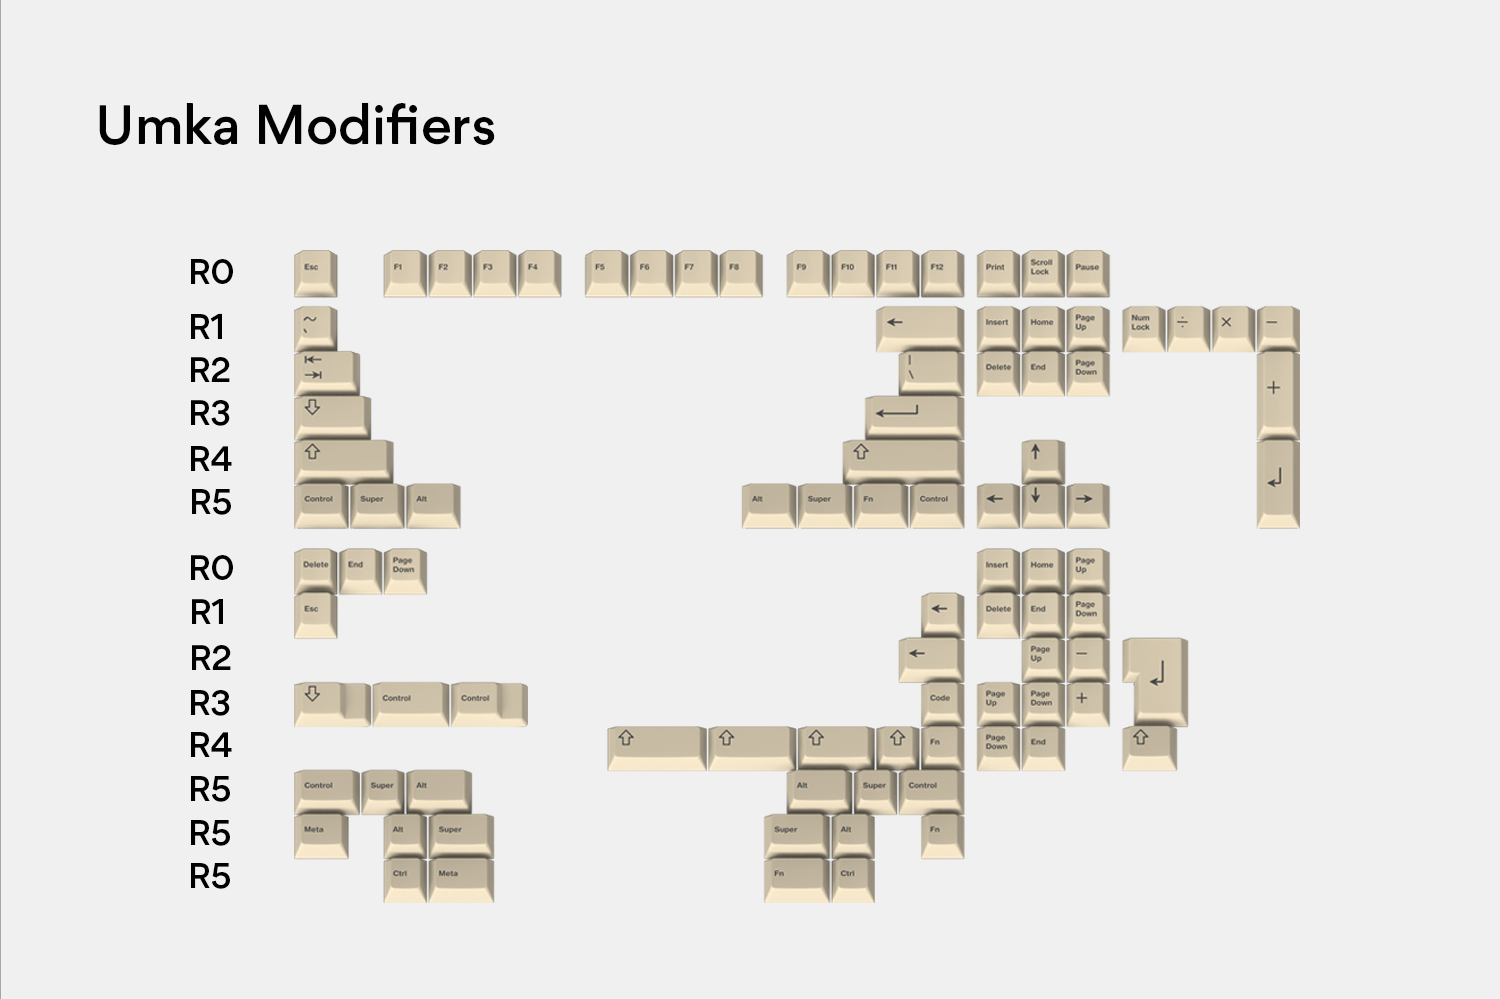 Umka Modifiers
R0 Esc F1 F2 F3 F4 F5 F6 F7 F8 F9 F10 F11 F12 Print Scroll Lock Pause
R1 ~ ` ← Insert Home Page Up Num Lock ÷ × −
R2 ⇤ ⇥ | \ Delete End Page Down +
R3 ⇩ ↵
R4 ⇧ ⇧ ↑ ↵
R5 Control Super Alt Alt Super Fn Control ← ↓ →
R0 Delete End Page Down Insert Home Page Up
R1 Esc ← Delete End Page Down
R2 ← Page Up − ↵
R3 ⇩ Control Control Code Page Up Page Down +
R4 ⇧ ⇧ ⇧ ⇧ Fn Page Down End ⇧
R5 Control Super Alt Alt Super Control
R5 Meta Alt Super Super Alt Fn
R5 Ctrl Meta Fn Ctrl